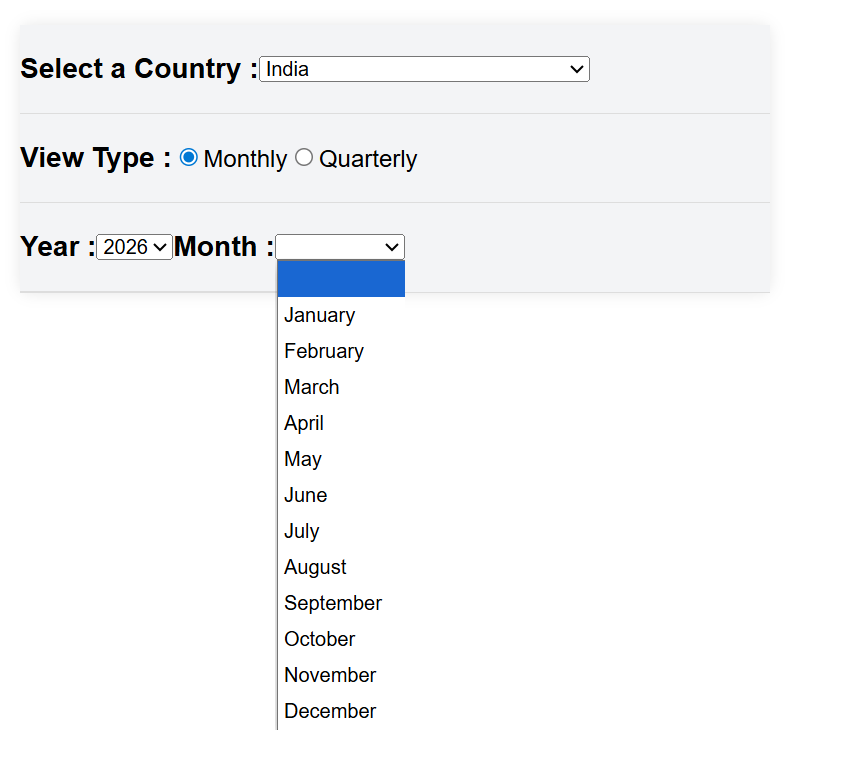 Select a Country : India
View Type : Monthly Quarterly
Year : 2026 Month :
January
February
March
April
May
June
July
August
September
October
November
December